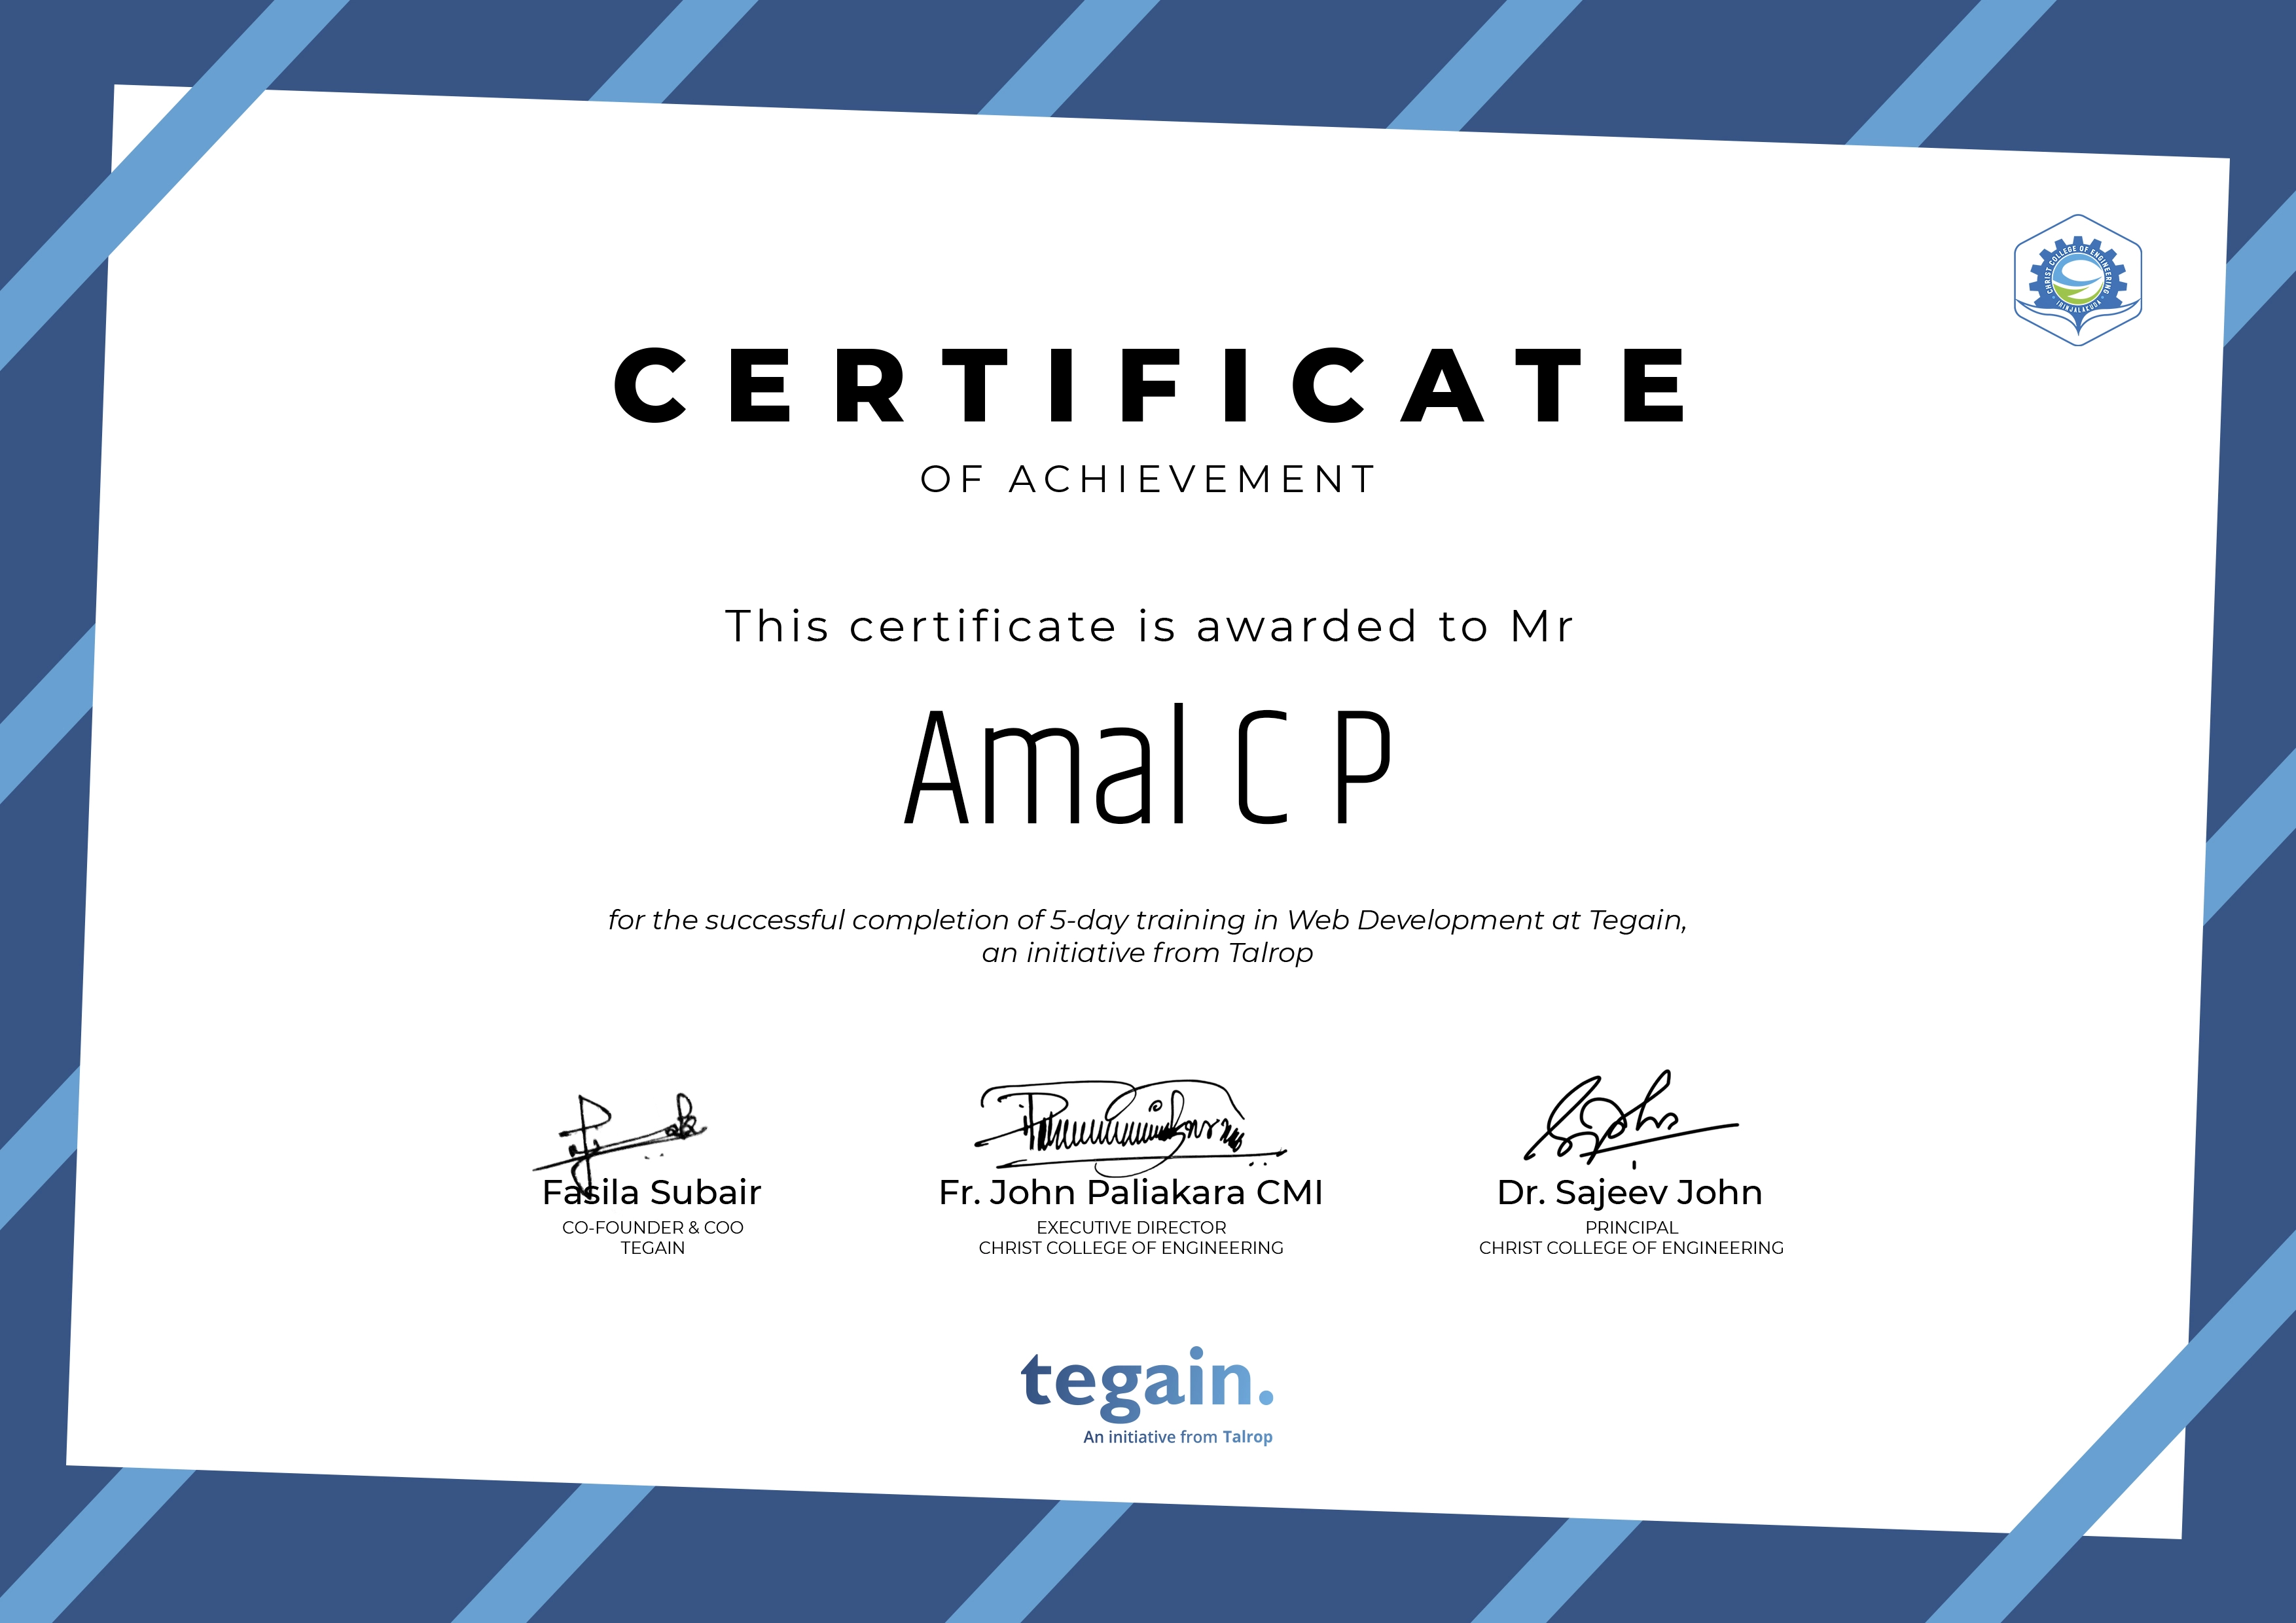 CHRIST COLLEGE OF ENGINEERING
IRINJALAKUDA
CERTIFICATE
OF ACHIEVEMENT
This certificate is awarded to Mr
Amal C P
for the successful completion of 5-day training in Web Development at Tegain,
an initiative from Talrop
Fasila Subair
CO-FOUNDER & COO
TEGAIN
Fr. John Paliakara CMI
EXECUTIVE DIRECTOR
CHRIST COLLEGE OF ENGINEERING
Dr. Sajeev John
PRINCIPAL
CHRIST COLLEGE OF ENGINEERING
tegain.
An initiative from Talrop